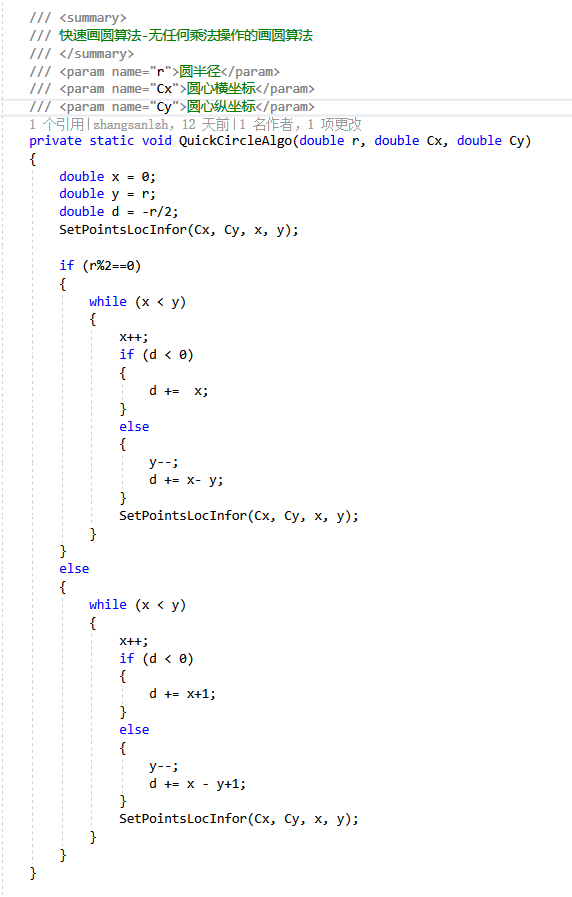 /// <summary>
/// 快速画圆算法-无任何乘法操作的画圆算法
/// </summary>
/// <param name="r">圆半径</param>
/// <param name="Cx">圆心横坐标</param>
/// <param name="Cy">圆心纵坐标</param>
1 个引用|zhangsanlzh，12 天前|1 名作者，1 项更改
private static void QuickCircleAlgo(double r, double Cx, double Cy)
{
    double x = 0;
    double y = r;
    double d = -r/2;
    SetPointsLocInfor(Cx, Cy, x, y);

    if (r%2==0)
    {
        while (x < y)
        {
            x++;
            if (d < 0)
            {
                d +=  x;
            }
            else
            {
                y--;
                d += x- y;
            }
            SetPointsLocInfor(Cx, Cy, x, y);
        }
    }
    else
    {
        while (x < y)
        {
            x++;
            if (d < 0)
            {
                d += x+1;
            }
            else
            {
                y--;
                d += x - y+1;
            }
            SetPointsLocInfor(Cx, Cy, x, y);
        }
    }
}